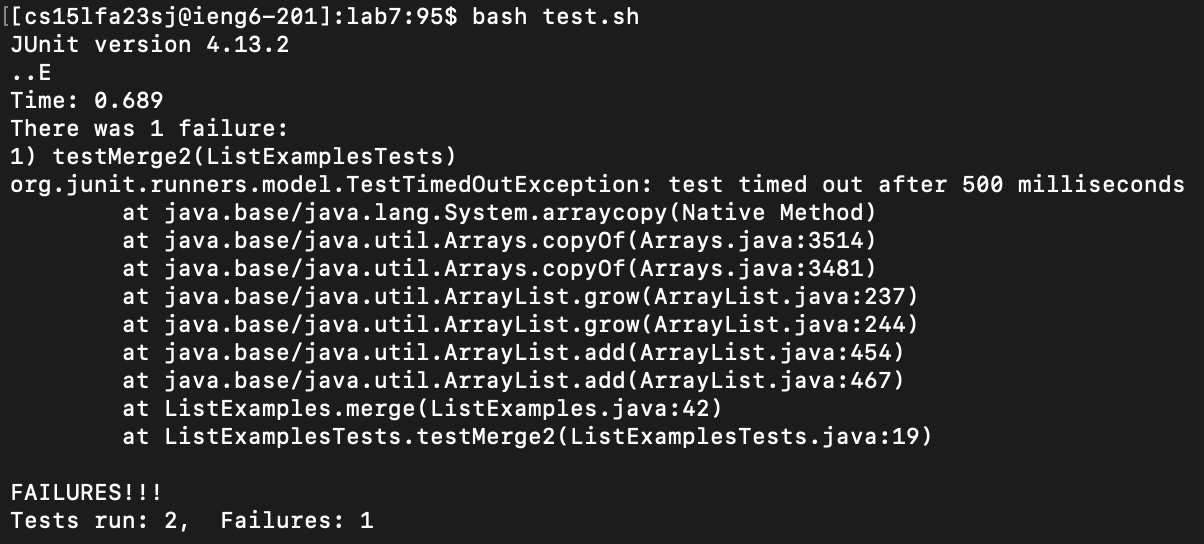 [[cs15lfa23sj@ieng6-201]:lab7:95$ bash test.sh
JUnit version 4.13.2
..E
Time: 0.689
There was 1 failure:
1) testMerge2(ListExamplesTests)
org.junit.runners.model.TestTimedOutException: test timed out after 500 milliseconds
        at java.base/java.lang.System.arraycopy(Native Method)
        at java.base/java.util.Arrays.copyOf(Arrays.java:3514)
        at java.base/java.util.Arrays.copyOf(Arrays.java:3481)
        at java.base/java.util.ArrayList.grow(ArrayList.java:237)
        at java.base/java.util.ArrayList.grow(ArrayList.java:244)
        at java.base/java.util.ArrayList.add(ArrayList.java:454)
        at java.base/java.util.ArrayList.add(ArrayList.java:467)
        at ListExamples.merge(ListExamples.java:42)
        at ListExamplesTests.testMerge2(ListExamplesTests.java:19)
FAILURES!!!
Tests run: 2,  Failures: 1